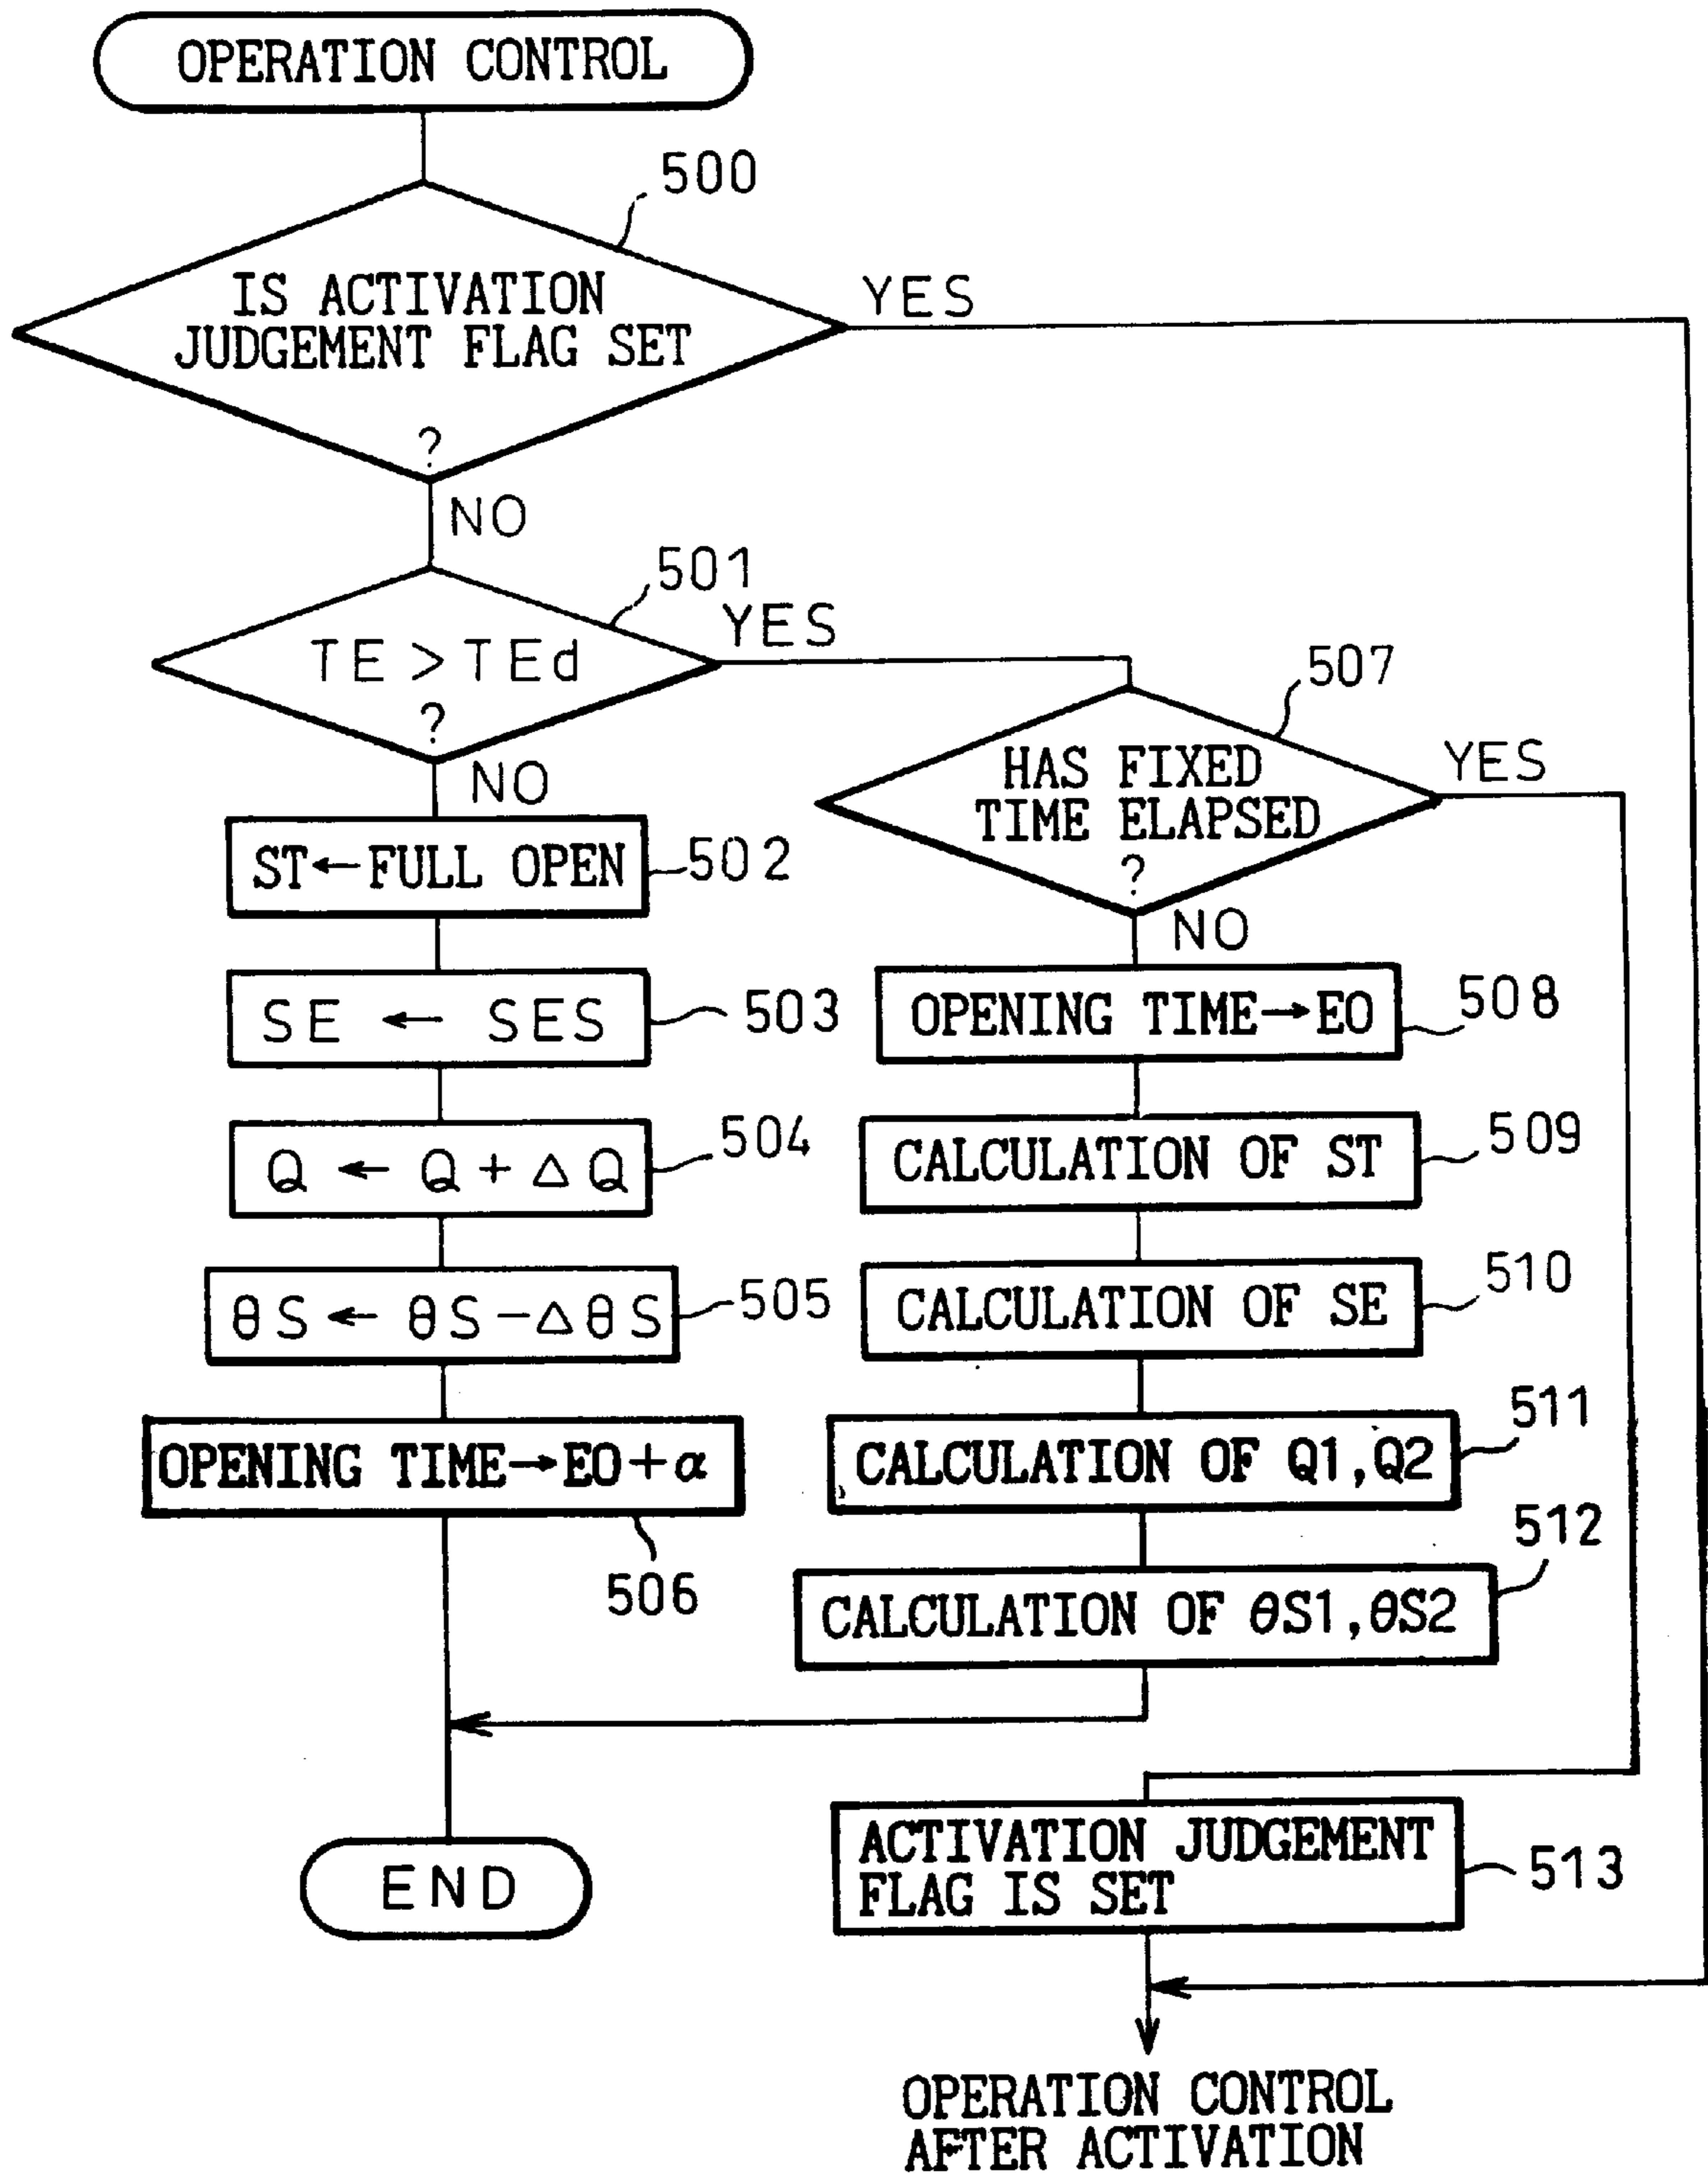 OPERATION CONTROL
500
IS ACTIVATION
JUDGEMENT FLAG SET
?
YES
NO
501
TE > TEd
?
YES
NO
507
HAS FIXED
TIME ELAPSED
?
YES
NO
ST←FULL OPEN
502
SE ← SES
503
Q ← Q + △Q
504
θS ← θS−△θS
505
OPENING TIME→EO+α
506
OPENING TIME→EO
508
CALCULATION OF ST
509
CALCULATION OF SE
510
CALCULATION OF Q1,Q2
511
CALCULATION OF θS1,θS2
512
END
ACTIVATION JUDGEMENT
FLAG IS SET
513
OPERATION CONTROL
AFTER ACTIVATION